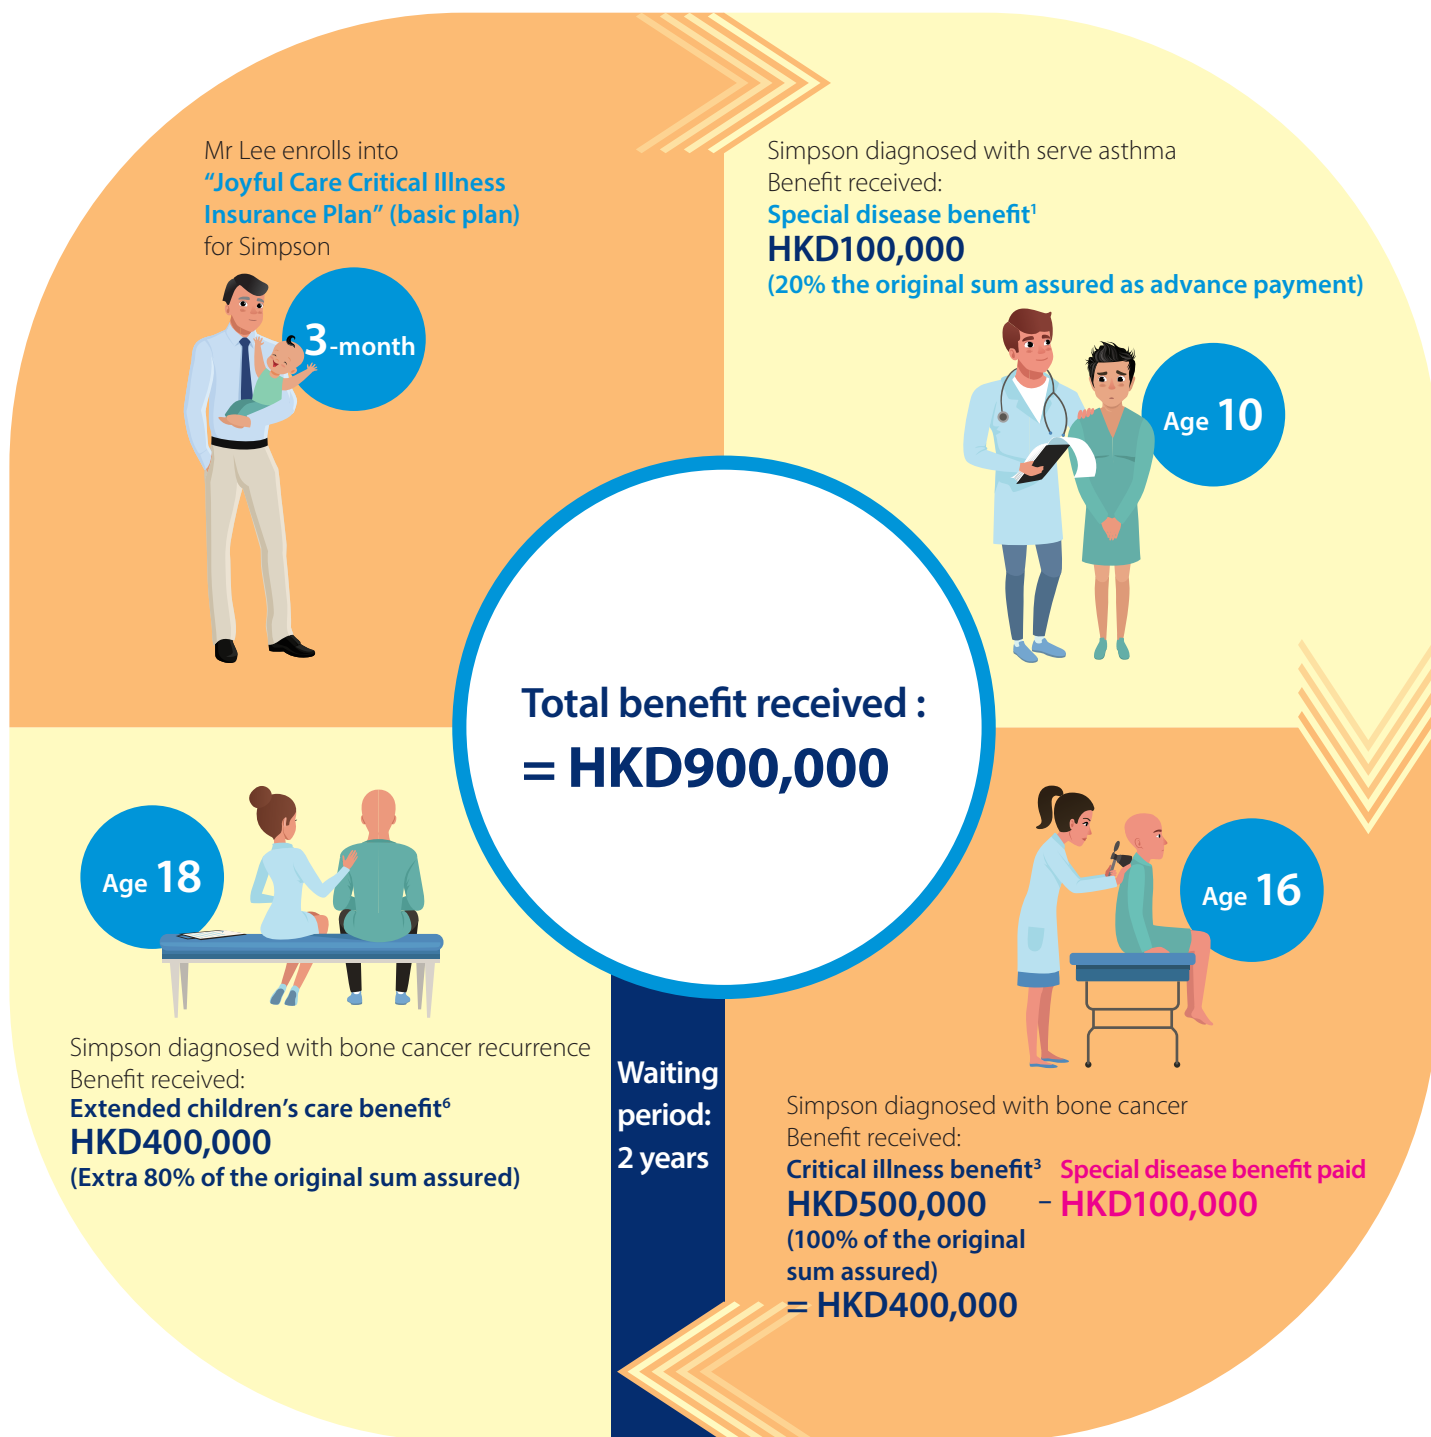 Mr Lee enrolls into
“Joyful Care Critical Illness
Insurance Plan” (basic plan)
for Simpson
3-month
Simpson diagnosed with serve asthma
Benefit received:
Special disease benefit¹
HKD100,000
(20% the original sum assured as advance payment)
Age 10
Total benefit received :
= HKD900,000
Age 16
Simpson diagnosed with bone cancer
Benefit received:
Critical illness benefit³ Special disease benefit paid
HKD500,000 – HKD100,000
(100% of the original
sum assured)
= HKD400,000
Waiting
period:
2 years
Age 18
Simpson diagnosed with bone cancer recurrence
Benefit received:
Extended children’s care benefit⁶
HKD400,000
(Extra 80% of the original sum assured)